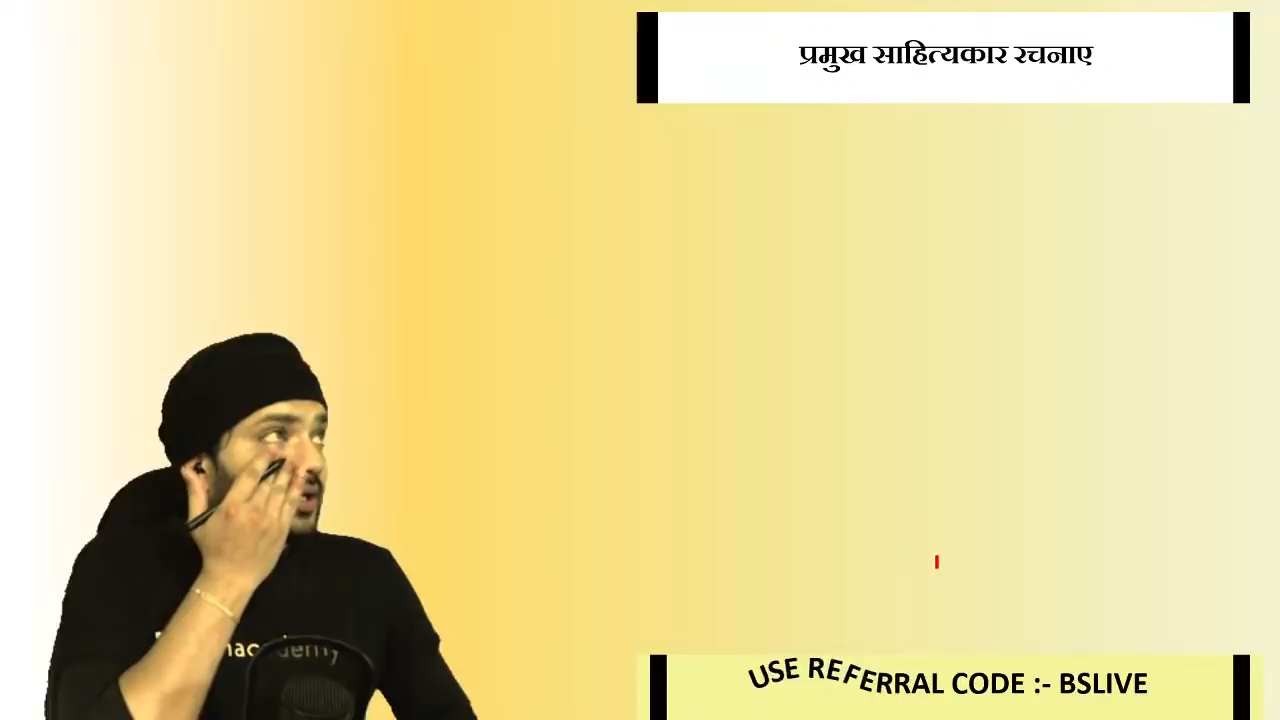 प्रमुख साहित्यकार रचनाए
USE REFERRAL CODE :- BSLIVE